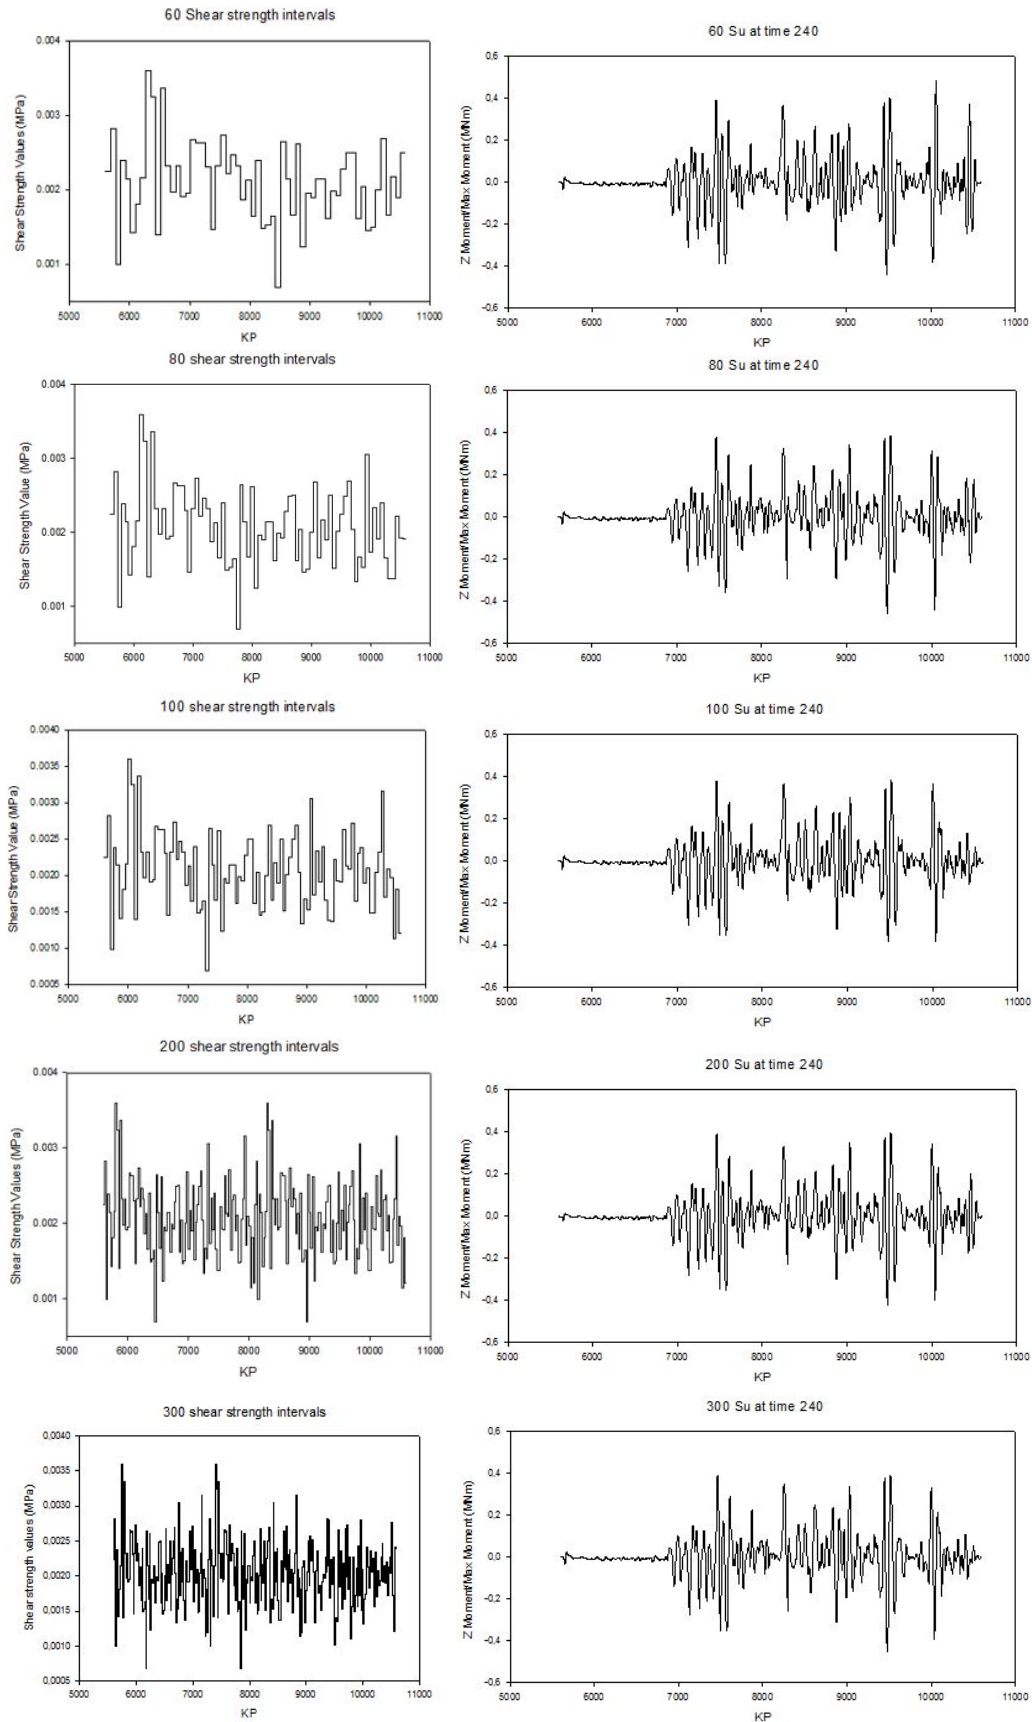 60 Shear strength intervals
0.004
0.003
0.002
0.001
Shear Strength Values (MPa)
5000 6000 7000 8000 9000 10000 11000
KP
60 Su at time 240
0,6
0,4
0,2
0,0
-0,2
-0,4
-0,6
Z Moment/Max Moment (MNm)
5000 6000 7000 8000 9000 10000 11000
KP
80 shear strength intervals
0.004
0.003
0.002
0.001
Shear Strength Value (MPa)
5000 6000 7000 8000 9000 10000 11000
KP
80 Su at time 240
0,6
0,4
0,2
0,0
-0,2
-0,4
-0,6
Z Moment/Max Moment (MNm)
5000 6000 7000 8000 9000 10000 11000
KP
100 shear strength intervals
0.0040
0.0035
0.0030
0.0025
0.0020
0.0015
0.0010
0.0005
Shear Strength Value (MPa)
5000 6000 7000 8000 9000 10000 11000
KP
100 Su at time 240
0,6
0,4
0,2
0,0
-0,2
-0,4
-0,6
Z Moment/Max Moment (MNm)
5000 6000 7000 8000 9000 10000 11000
KP
200 shear strength intervals
0.004
0.003
0.002
0.001
Shear Strength Values (MPa)
5000 6000 7000 8000 9000 10000 11000
KP
200 Su at time 240
0,6
0,4
0,2
0,0
-0,2
-0,4
-0,6
Z Moment/Max Moment (MNm)
5000 6000 7000 8000 9000 10000 11000
KP
300 shear strength intervals
0,0040
0,0035
0,0030
0,0025
0,0020
0,0015
0,0010
0,0005
Shear strength values (MPa)
5000 6000 7000 8000 9000 10000 11000
KP
300 Su at time 240
0,6
0,4
0,2
0,0
-0,2
-0,4
-0,6
Z Moment/Max Moment (MNm)
5000 6000 7000 8000 9000 10000 11000
KP